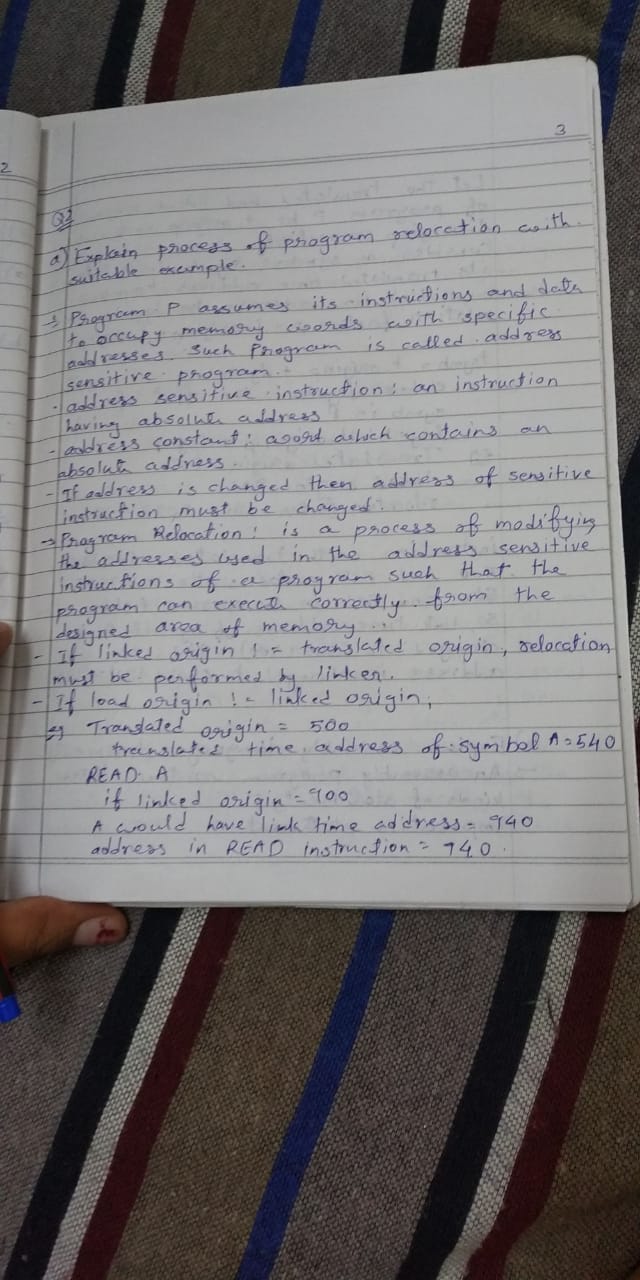 3
2
Q2
a) Explain process of program relocation with
suitable example.
→ Program P assumes its instructions and data
to occupy memory words with specific
addresses. Such Program is called address
sensitive program.
- address sensitive instruction: an instruction
having absolute address
- address constant: a word which contains an
absolute address.
- If address is changed then address of sensitive
instruction must be changed.
→ Program Relocation: is a process of modifying
the addresses used in the address sensitive
instructions of a program such that the
program can execute correctly from the
designed area of memory.
- If linked origin != translated origin, relocation
must be performed by linker.
- If load origin != linked origin,
Translated origin = 500
translated time address of symbol A = 540
READ A
if linked origin = 900
A would have link time address = 940
address in READ instruction = 940.